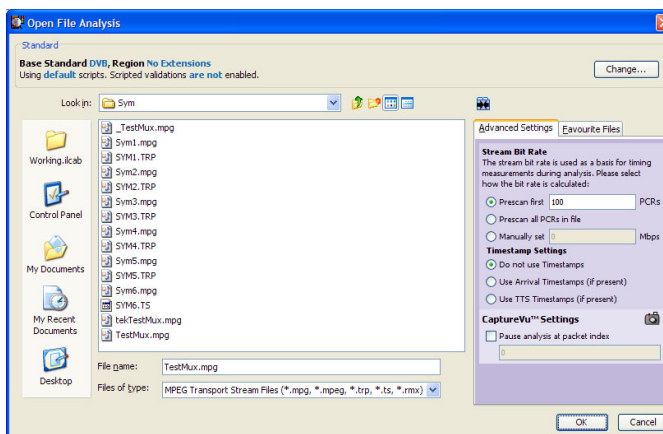 Open File Analysis
Standard
Base Standard DVB, Region No Extensions
Using default scripts. Scripted validations are not enabled.
Change...
Look in:
Sym
Working.ilcab
Control Panel
My Documents
My Recent
Documents
Desktop
_TestMux.mpg
Sym1.mpg
SYM1.TRP
Sym2.mpg
SYM2.TRP
Sym3.mpg
SYM3.TRP
Sym4.mpg
SYM4.TRP
Sym5.mpg
SYM5.TRP
Sym6.mpg
SYM6.TS
tekTestMux.mpg
TestMux.mpg
File name:
TestMux.mpg
Files of type:
MPEG Transport Stream Files (*.mpg, *.mpeg, *.trp, *.ts, *.rmx)
Advanced Settings
Favourite Files
Stream Bit Rate
The stream bit rate is used as a basis for timing
measurements during analysis. Please select
how the bit rate is calculated:
Prescan first 100 PCRs
Prescan all PCRs in file
Manually set 0 Mbps
Timestamp Settings
Do not use Timestamps
Use Arrival Timestamps (if present)
Use TTS Timestamps (if present)
CaptureVu™ Settings
Pause analysis at packet index
0
OK
Cancel